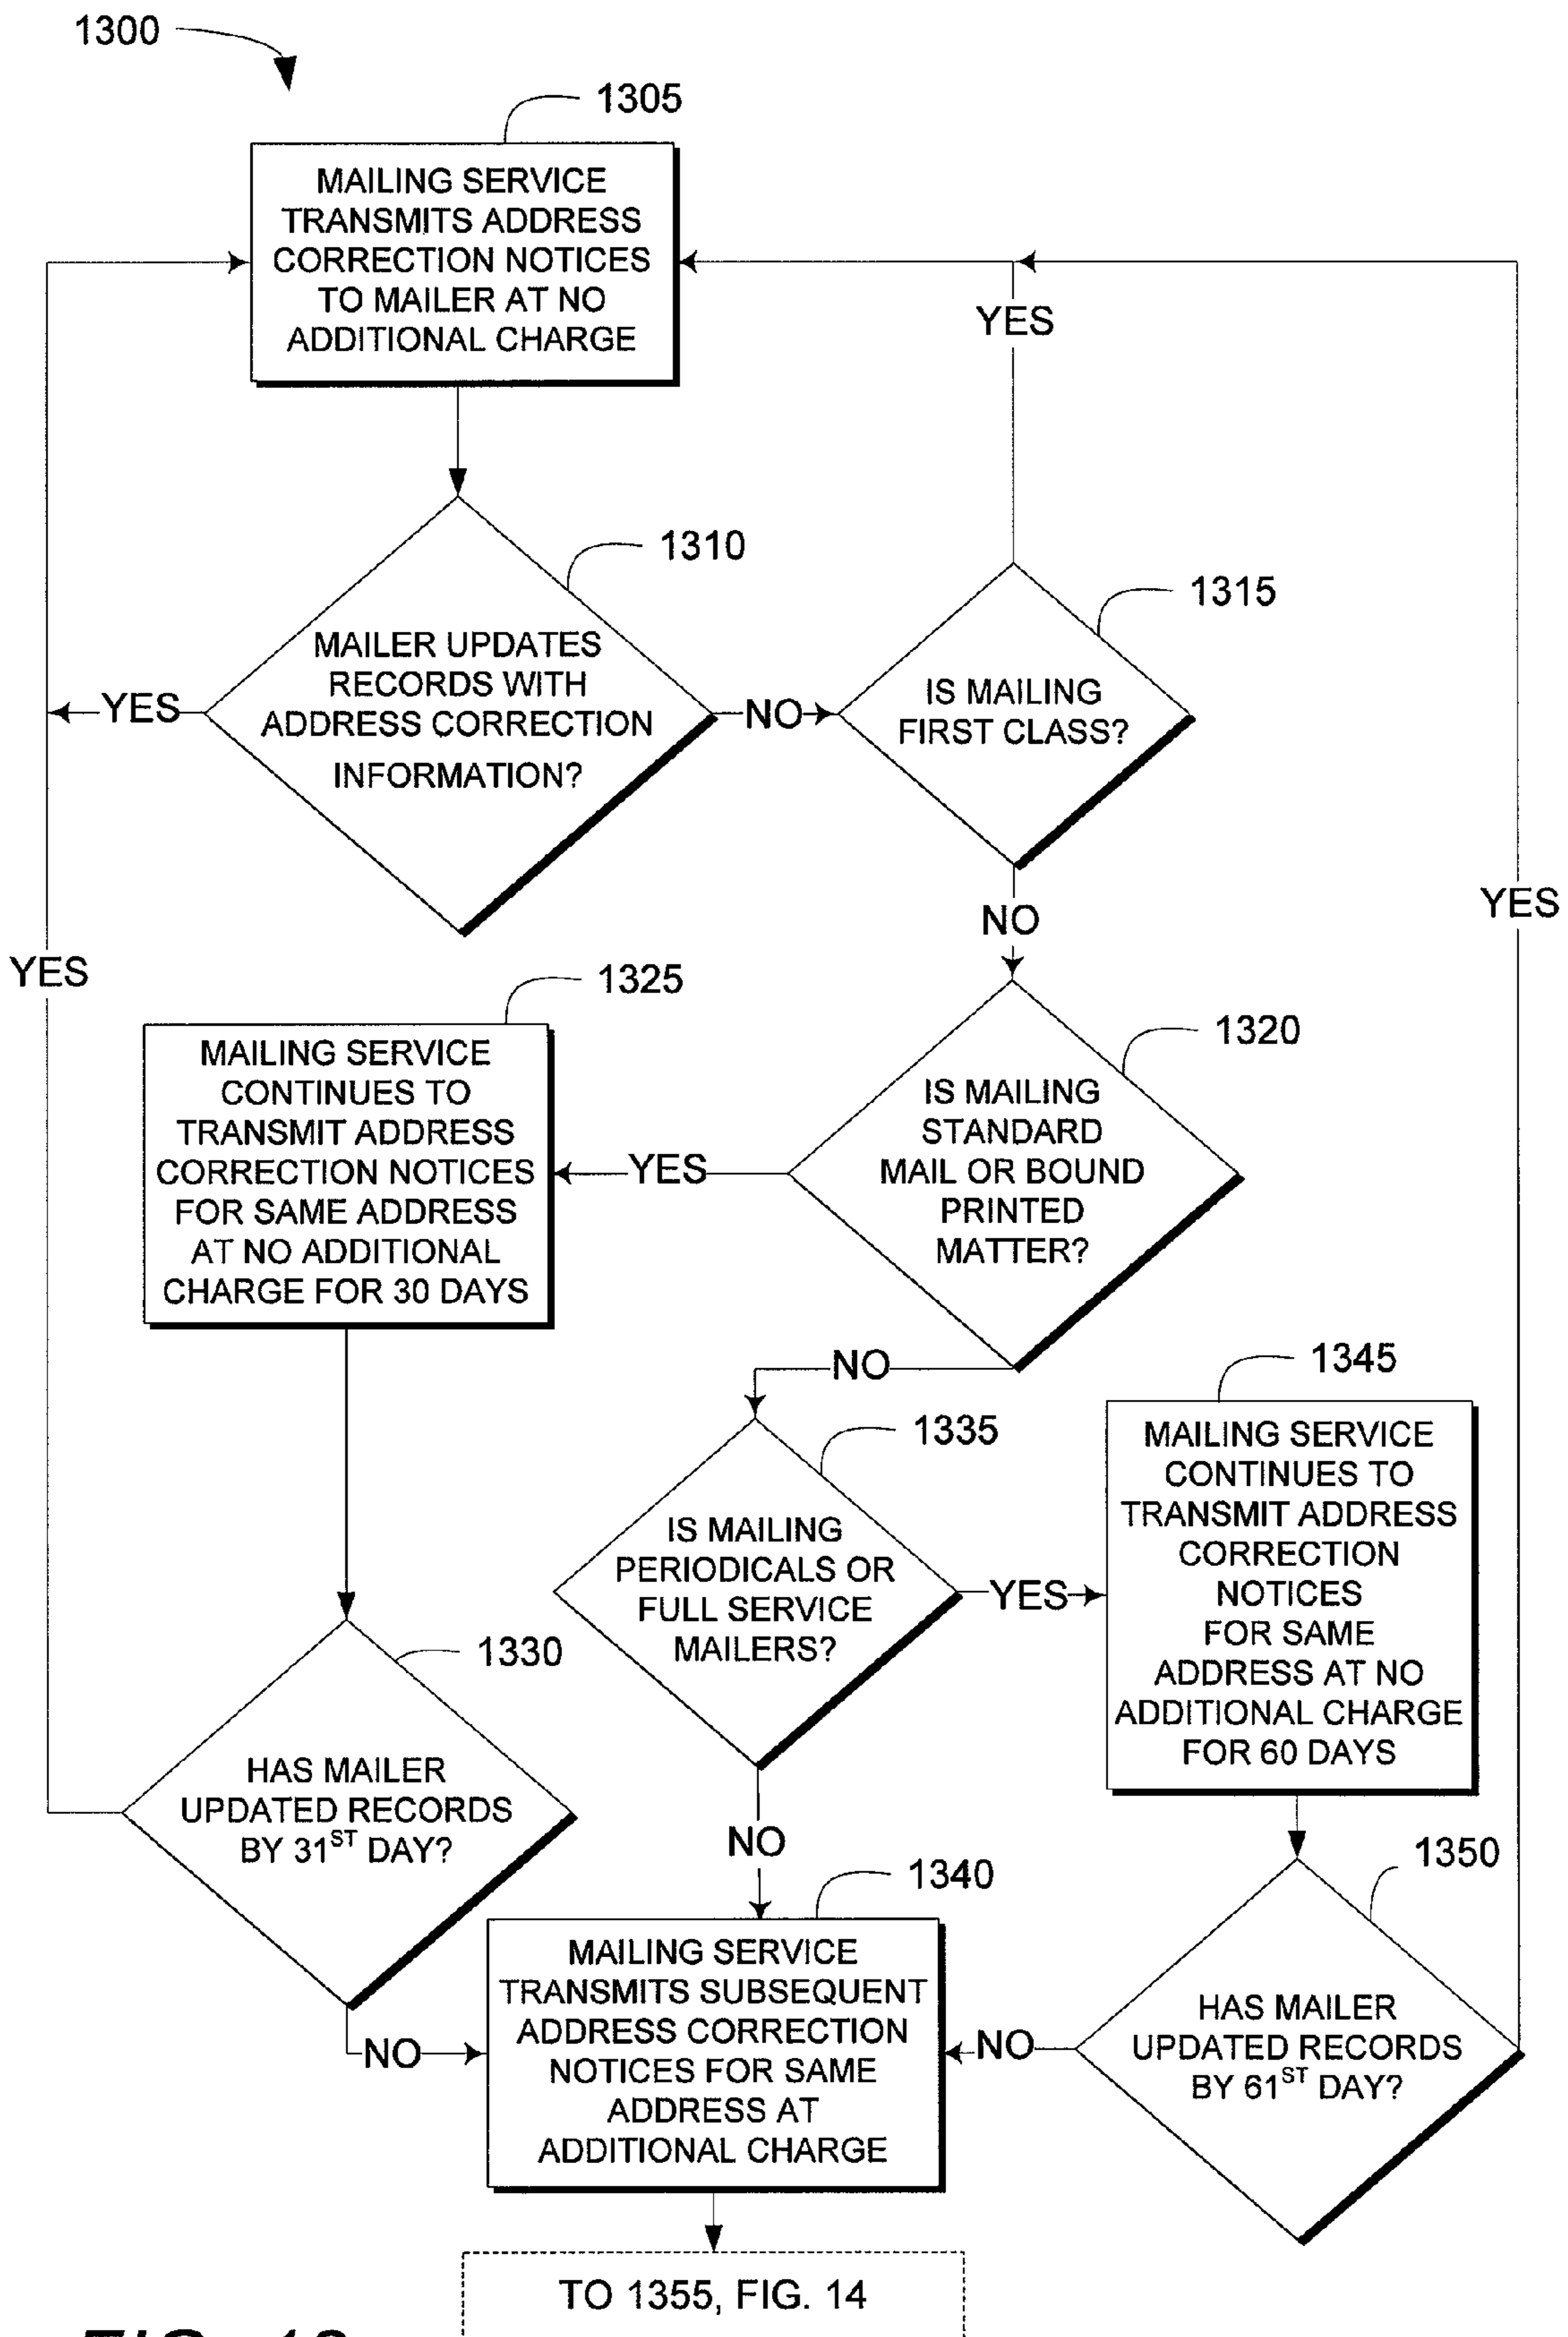 1300
1305
MAILING SERVICE
TRANSMITS ADDRESS
CORRECTION NOTICES
TO MAILER AT NO
ADDITIONAL CHARGE
YES
1310
MAILER UPDATES
RECORDS WITH
ADDRESS CORRECTION
INFORMATION?
YES
NO
1315
IS MAILING
FIRST CLASS?
NO
YES
YES
1325
MAILING SERVICE
CONTINUES TO
TRANSMIT ADDRESS
CORRECTION NOTICES
FOR SAME ADDRESS
AT NO ADDITIONAL
CHARGE FOR 30 DAYS
YES
1320
IS MAILING
STANDARD
MAIL OR BOUND
PRINTED
MATTER?
NO
1335
IS MAILING
PERIODICALS OR
FULL SERVICE
MAILERS?
YES
1345
MAILING SERVICE
CONTINUES TO
TRANSMIT ADDRESS
CORRECTION
NOTICES
FOR SAME
ADDRESS AT NO
ADDITIONAL CHARGE
FOR 60 DAYS
1330
HAS MAILER
UPDATED RECORDS
BY 31ST DAY?
NO
NO
1340
MAILING SERVICE
TRANSMITS SUBSEQUENT
ADDRESS CORRECTION
NOTICES FOR SAME
ADDRESS AT
ADDITIONAL CHARGE
NO
1350
HAS MAILER
UPDATED RECORDS
BY 61ST DAY?
TO 1355, FIG. 14